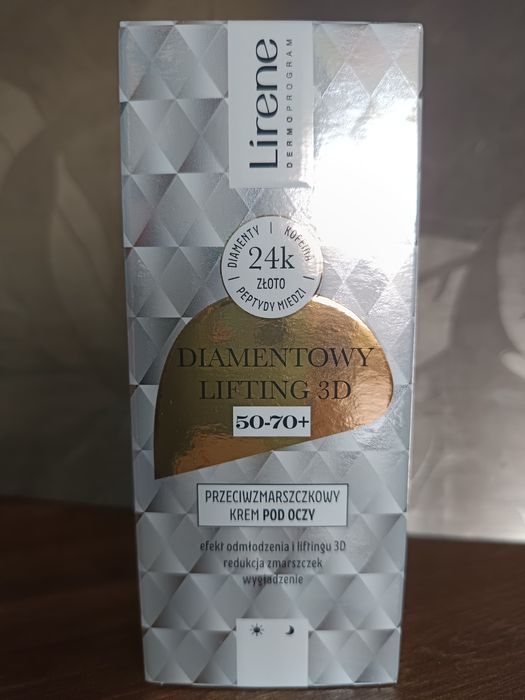 Lirene
DERMOPROGRAM
DIAMENTY | KOFEINA
24k
ZŁOTO
PEPTYDY MIEDZI
DIAMENTOWY
LIFTING 3D
50-70+
PRZECIWZMARSZCZKOWY
KREM POD OCZY
efekt odmłodzenia i liftingu 3D
redukcja zmarszczek
wygładzenie